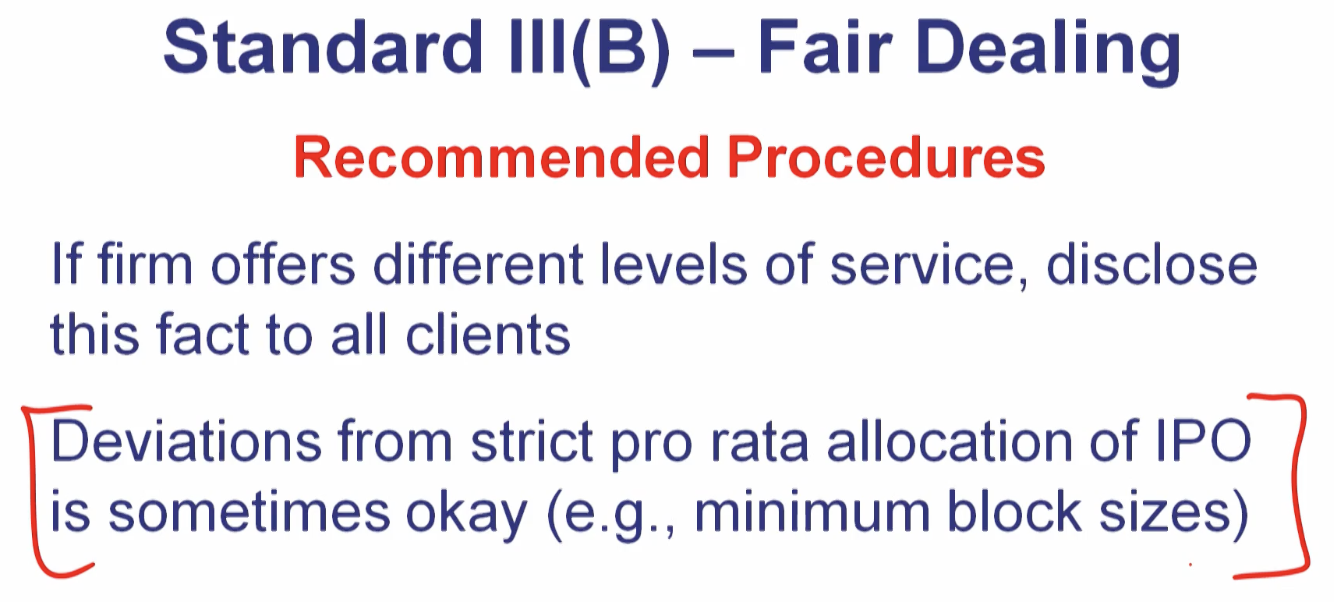 Standard III(B) – Fair Dealing
Recommended Procedures
If firm offers different levels of service, disclose
this fact to all clients
Deviations from strict pro rata allocation of IPO
is sometimes okay (e.g., minimum block sizes)